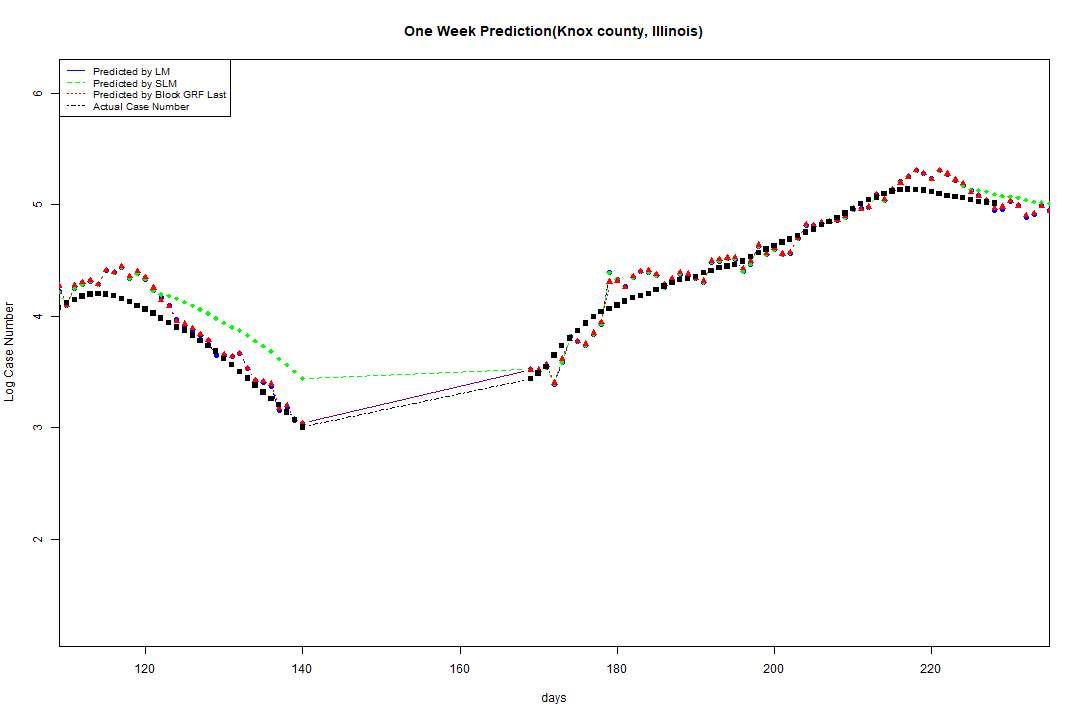 One Week Prediction(Knox county, Illinois)
Predicted by LM
Predicted by SLM
Predicted by Block GRF Last
Actual Case Number
6
5
4
3
2
Log Case Number
120 140 160 180 200 220
days